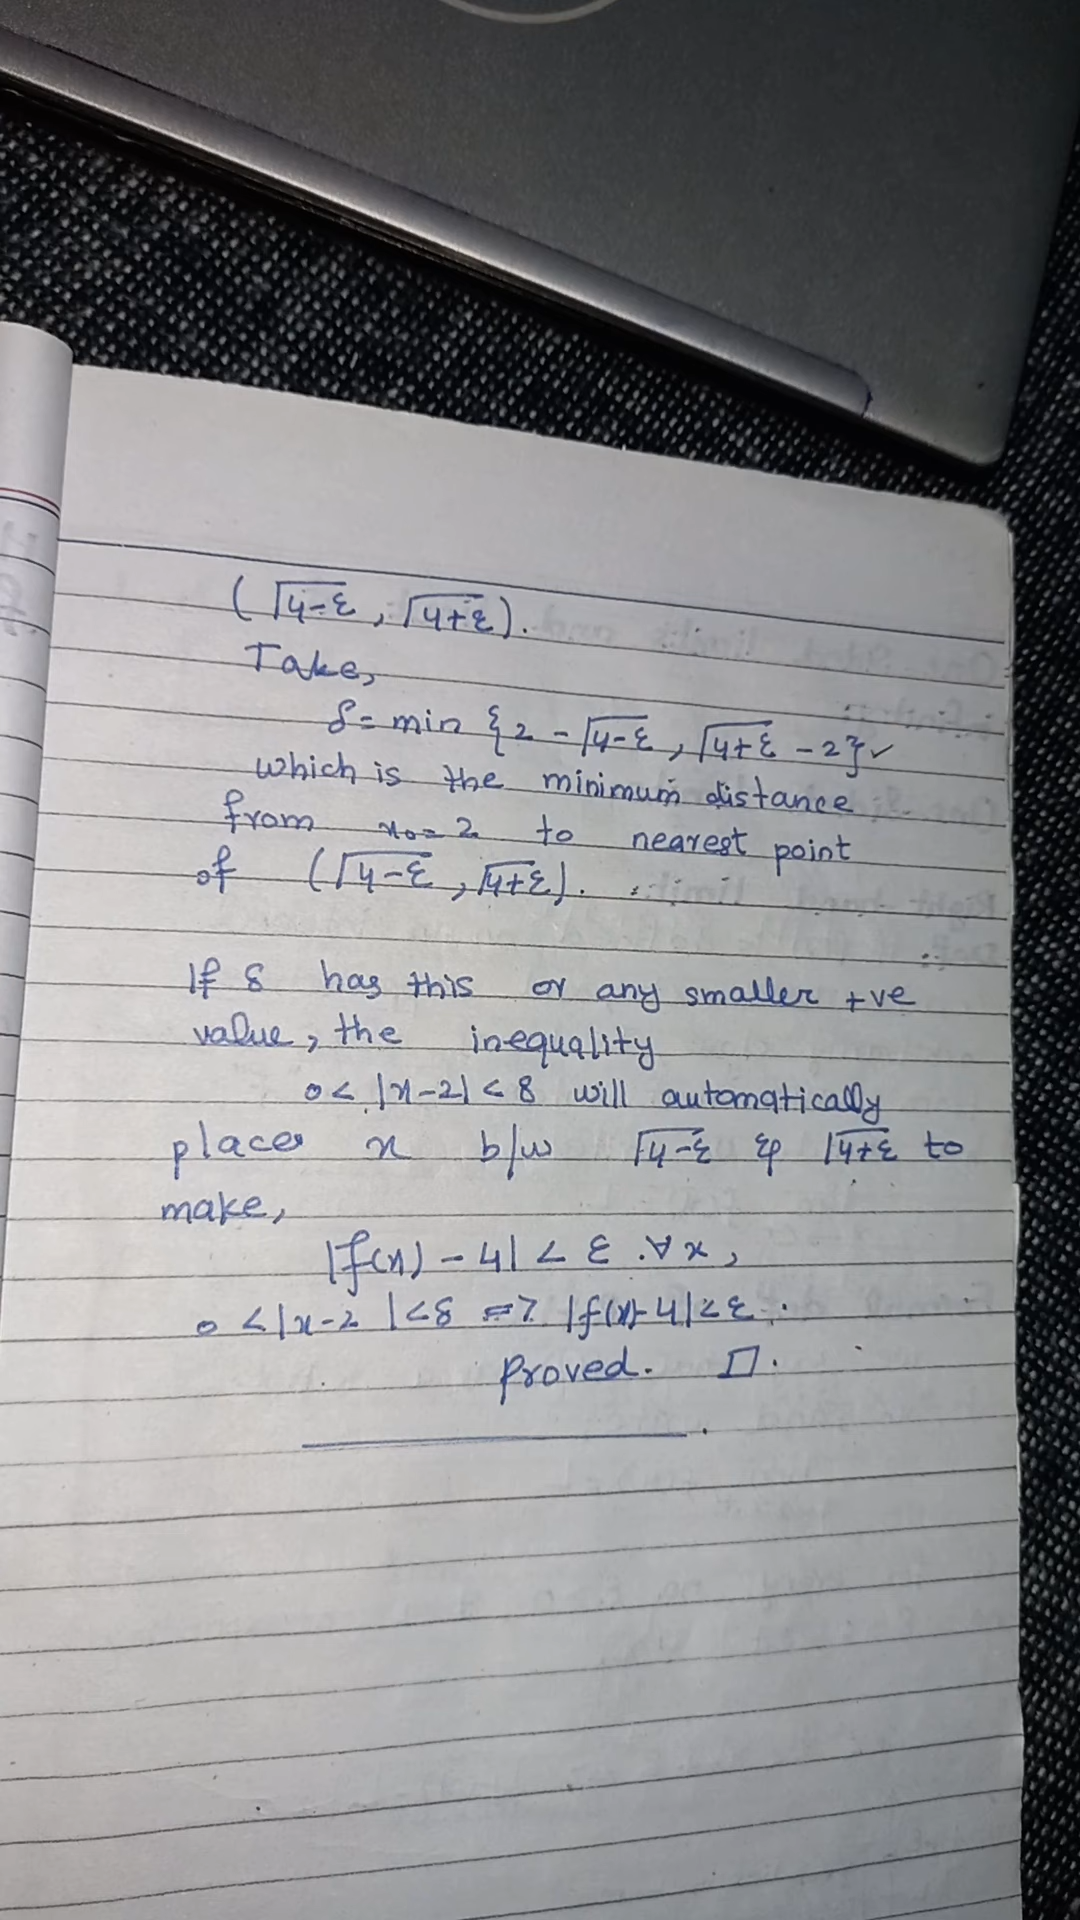 (√4-ε, √4+ε).
Take,
δ = min {2 - √4-ε, √4+ε - 2} ✓
which is the minimum distance
from x₀ = 2 to nearest point
of (√4-ε, √4+ε).
If δ has this or any smaller +ve
value, the inequality
0 < |x-2| < δ will automatically
places x b/w √4-ε & √4+ε to
make,
|f(x) - 4| < ε ∀x,
0 < |x-2| < δ => |f(x)-4| < ε.
Proved. □.